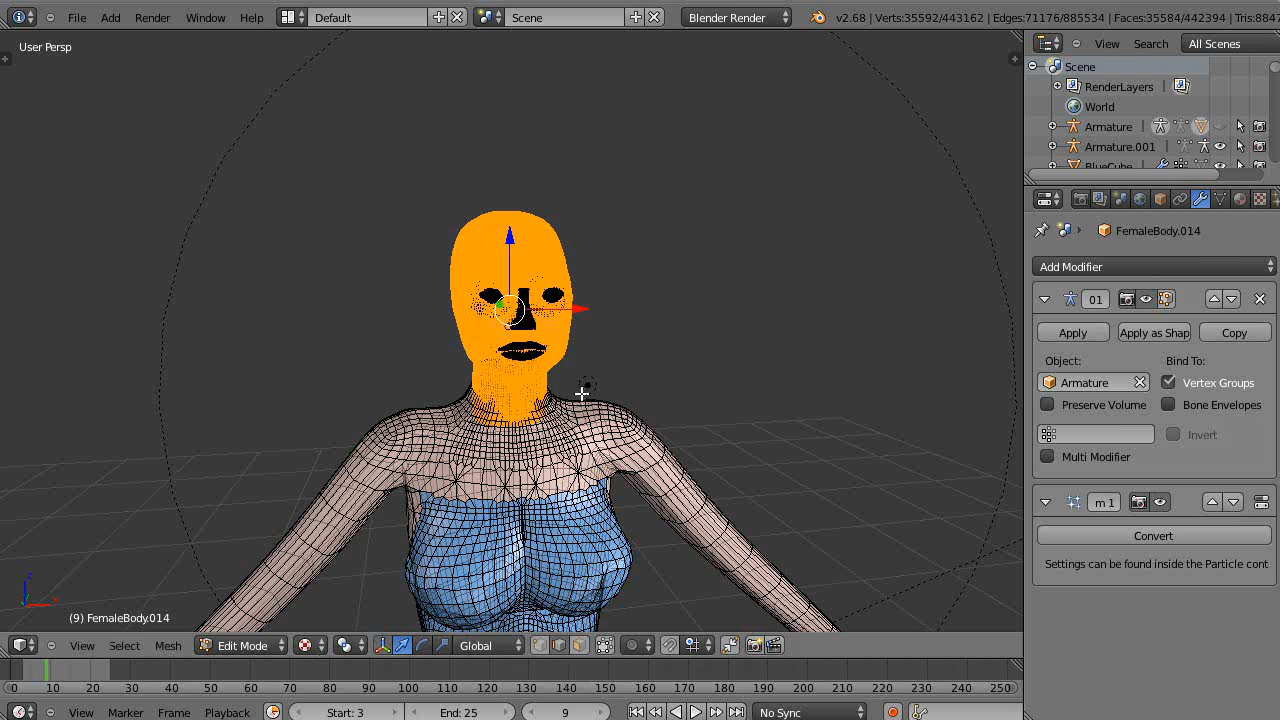 File Add Render Window Help Default Scene Blender Render v2.68 | Verts:35592/443162 | Edges:71176/885534 | Faces:35584/442394 |
User Persp
View Search All Scenes
Scene
RenderLayers
World
Armature
Armature.001
BlueCube
FemaleBody.014
Add Modifier
01
Apply Apply as Shap Copy
Object: Bind To:
Armature Vertex Groups
Preserve Volume Bone Envelopes
Invert
Multi Modifier
m 1
Convert
Settings can be found inside the Particle cont
z
x
(9) FemaleBody.014
View Select Mesh Edit Mode Global
0 10 20 30 40 50 60 70 80 90 100 110 120 130 140 150 160 170 180 190 200 210 220 230 240 250
View Marker Frame Playback Start: 3 End: 25 9 No Sync